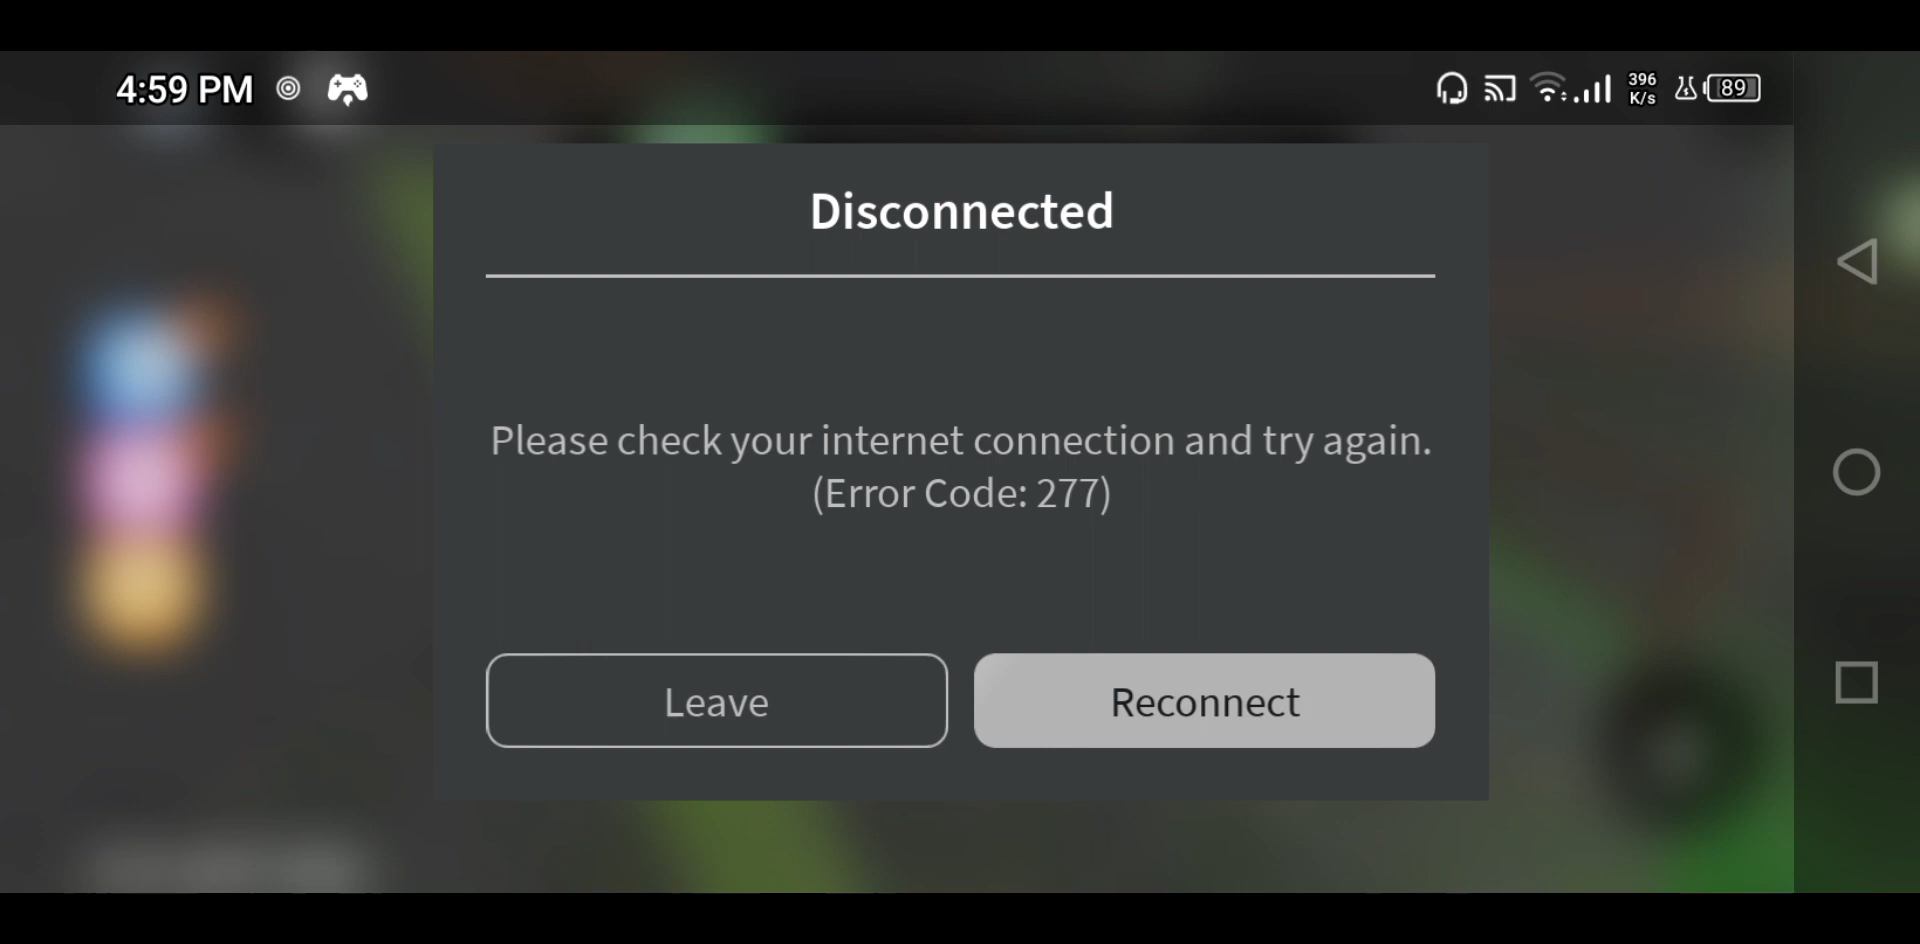 4:59 PM
396
K/s
89
Disconnected
Please check your internet connection and try again.
(Error Code: 277)
Leave
Reconnect